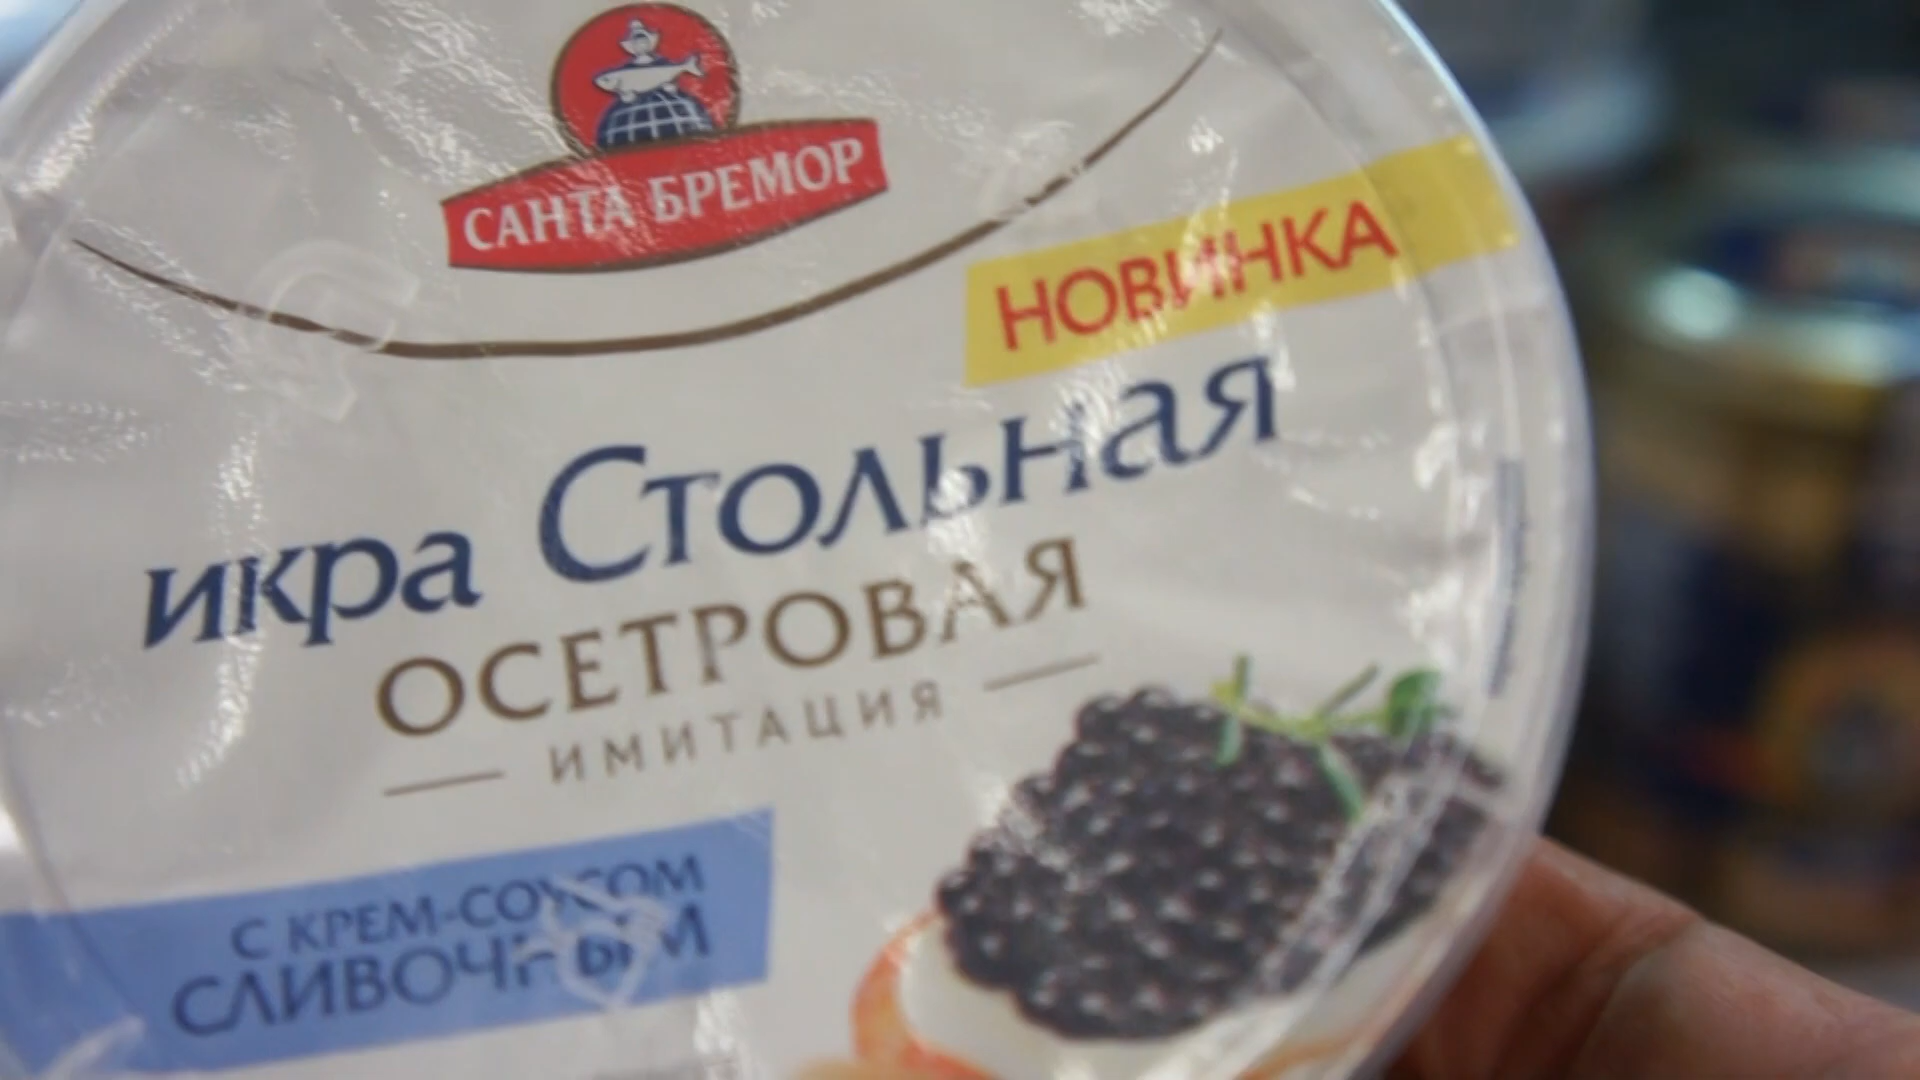 САНТА БРЕМОР
НОВИНКА
икра Стольная
ОСЕТРОВАЯ
ИМИТАЦИЯ
С КРЕМ-СОУСОМ
СЛИВОЧНЫМ